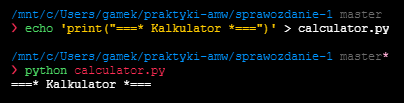 /mnt/c/Users/gamek/praktyki-amw/sprawozdanie-1 master
❯ echo 'print("===* Kalkulator *===")' > calculator.py
/mnt/c/Users/gamek/praktyki-amw/sprawozdanie-1 master*
❯ python calculator.py
===* Kalkulator *===